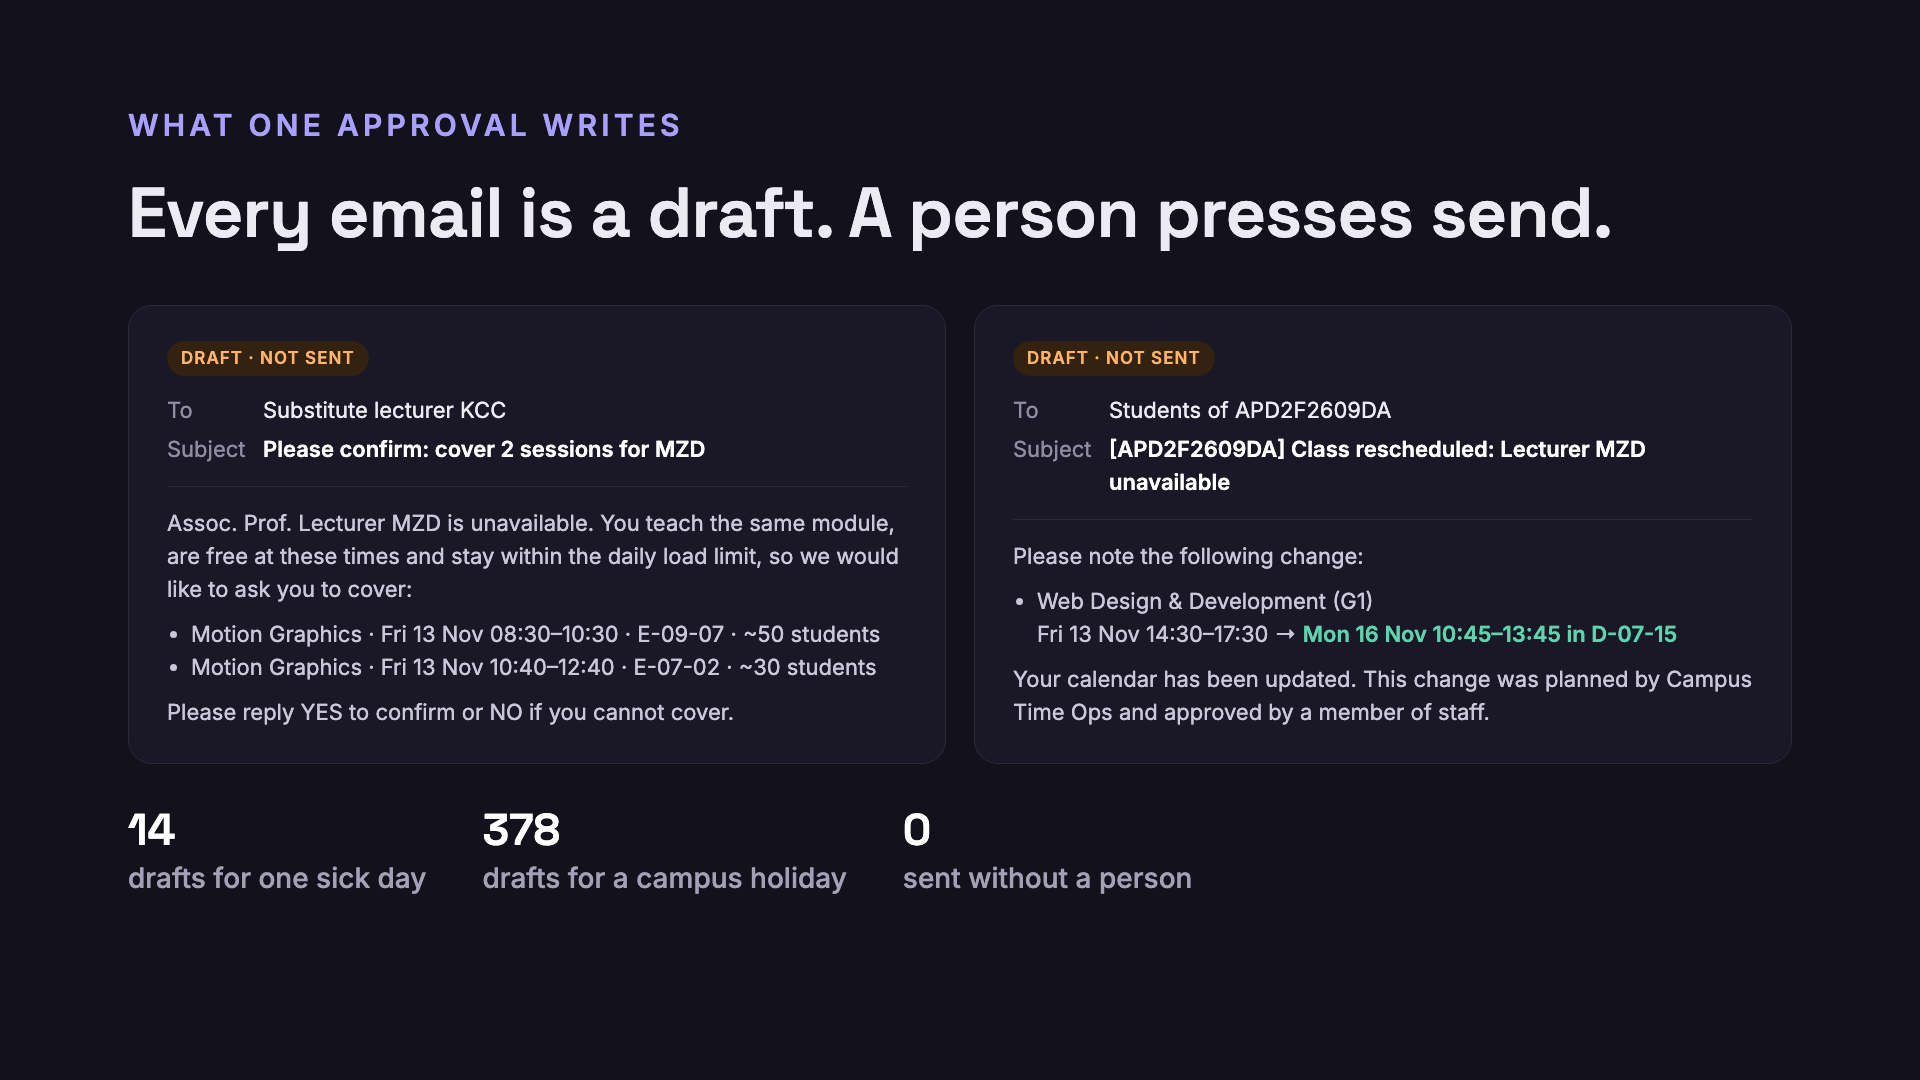 WHAT ONE APPROVAL WRITES
Every email is a draft. A person presses send.
DRAFT · NOT SENT
To Substitute lecturer KCC
Subject Please confirm: cover 2 sessions for MZD
Assoc. Prof. Lecturer MZD is unavailable. You teach the same module,
are free at these times and stay within the daily load limit, so we would
like to ask you to cover:
• Motion Graphics · Fri 13 Nov 08:30–10:30 · E-09-07 · ~50 students
• Motion Graphics · Fri 13 Nov 10:40–12:40 · E-07-02 · ~30 students
Please reply YES to confirm or NO if you cannot cover.
DRAFT · NOT SENT
To Students of APD2F2609DA
Subject [APD2F2609DA] Class rescheduled: Lecturer MZD
unavailable
Please note the following change:
• Web Design & Development (G1)
Fri 13 Nov 14:30–17:30 → Mon 16 Nov 10:45–13:45 in D-07-15
Your calendar has been updated. This change was planned by Campus
Time Ops and approved by a member of staff.
14
drafts for one sick day
378
drafts for a campus holiday
0
sent without a person